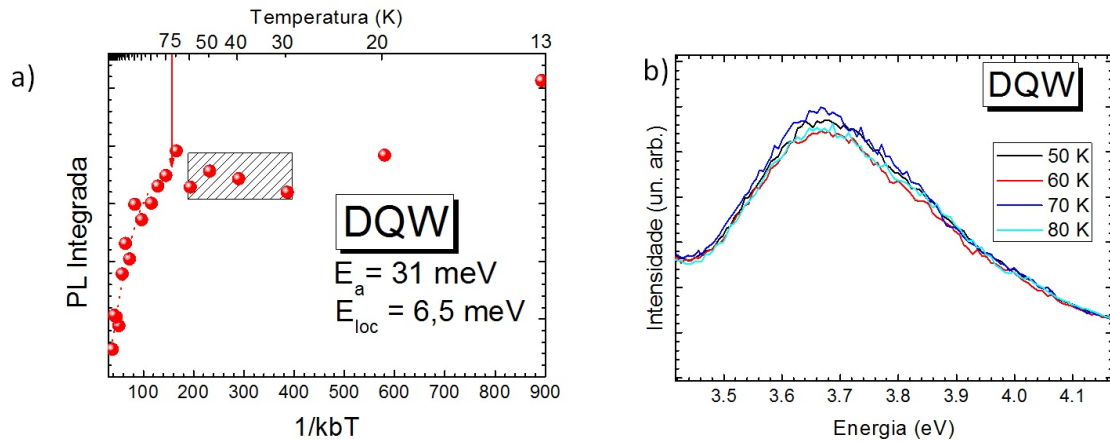 a)
Temperatura (K)
75 50 40 30 20 13
PL Integrada
DQW
E_a = 31 meV
E_loc = 6,5 meV
100 200 300 400 500 600 700 800 900
1/kbT
b)
DQW
50 K
60 K
70 K
80 K
Intensidade (un. arb.)
3.5 3.6 3.7 3.8 3.9 4.0 4.1
Energia (eV)